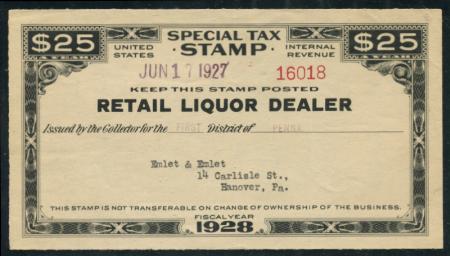 $25 A YEAR
SPECIAL TAX
$25 A YEAR
UNITED STATES
STAMP
INTERNAL REVENUE
JUN 17 1927
16018
KEEP THIS STAMP POSTED
RETAIL LIQUOR DEALER
Issued by the Collector for the FIRST District of PENNA
Emlet & Emlet
14 Carlisle St.,
Hanover, Pa.
THIS STAMP IS NOT TRANSFERABLE ON CHANGE OF OWNERSHIP OF THE BUSINESS.
FISCAL YEAR
1928